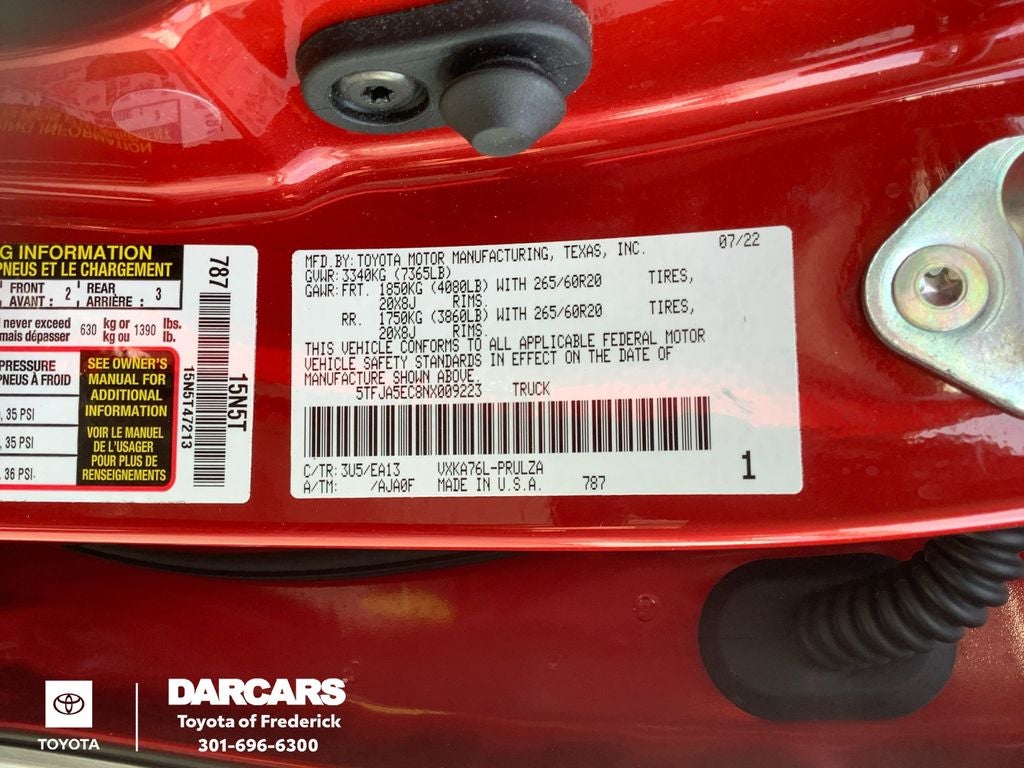 G INFORMATION
PNEUS ET LE CHARGEMENT
FRONT
AVANT : 2
REAR
ARRIÈRE : 3
never exceed
mais dépasser
630 kg or
kg ou
1390 lbs.
lb.
PRESSURE
PNEUS À FROID
, 35 PSI
, 35 PSI
, 36 PSI
SEE OWNER'S
MANUAL FOR
ADDITIONAL
INFORMATION
VOIR LE MANUEL
DE L'USAGER
POUR PLUS DE
RENSEIGNEMENTS
787
15N5T47213
15N5T
MFD.BY:TOYOTA MOTOR MANUFACTURING, TEXAS, INC. 07/22
GVWR:3340KG (7365LB)
GAWR:FRT. 1850KG (4080LB) WITH 265/60R20 TIRES,
20X8J RIMS.
RR. 1750KG (3860LB) WITH 265/60R20 TIRES,
20X8J RIMS.
THIS VEHICLE CONFORMS TO ALL APPLICABLE FEDERAL MOTOR
VEHICLE SAFETY STANDARDS IN EFFECT ON THE DATE OF
MANUFACTURE SHOWN ABOVE.
5TFJA5EC8NX009223 TRUCK
C/TR:3U5/EA13 VXKA76L-PRULZA
A/TM: /AJA0F MADE IN U.S.A. 787
1
TOYOTA
DARCARS
Toyota of Frederick
301-696-6300